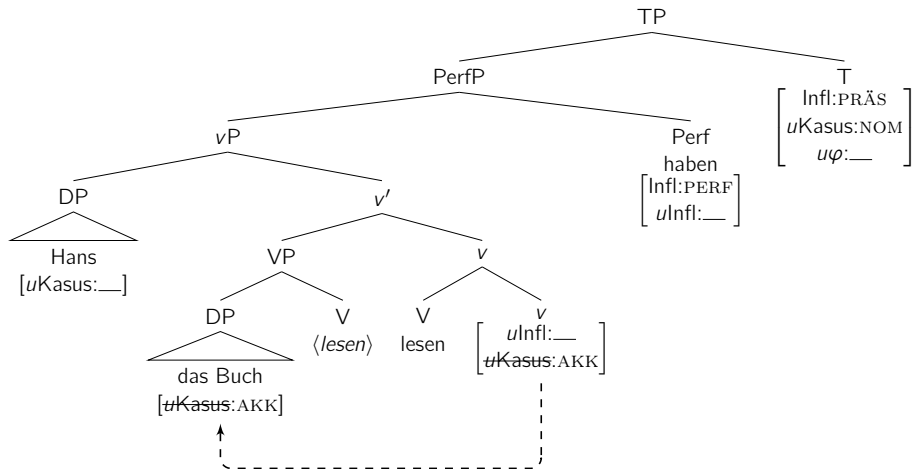 TP
PerfP T
[Infl:PRÄS
uKasus:NOM
uφ:__]
vP Perf
haben
[Infl:PERF
uInfl:__]
DP v′
Hans
[uKasus:__]
VP v
DP V V v
⟨lesen⟩ lesen
[uInfl:__
uKasus:AKK]
das Buch
[uKasus:AKK]